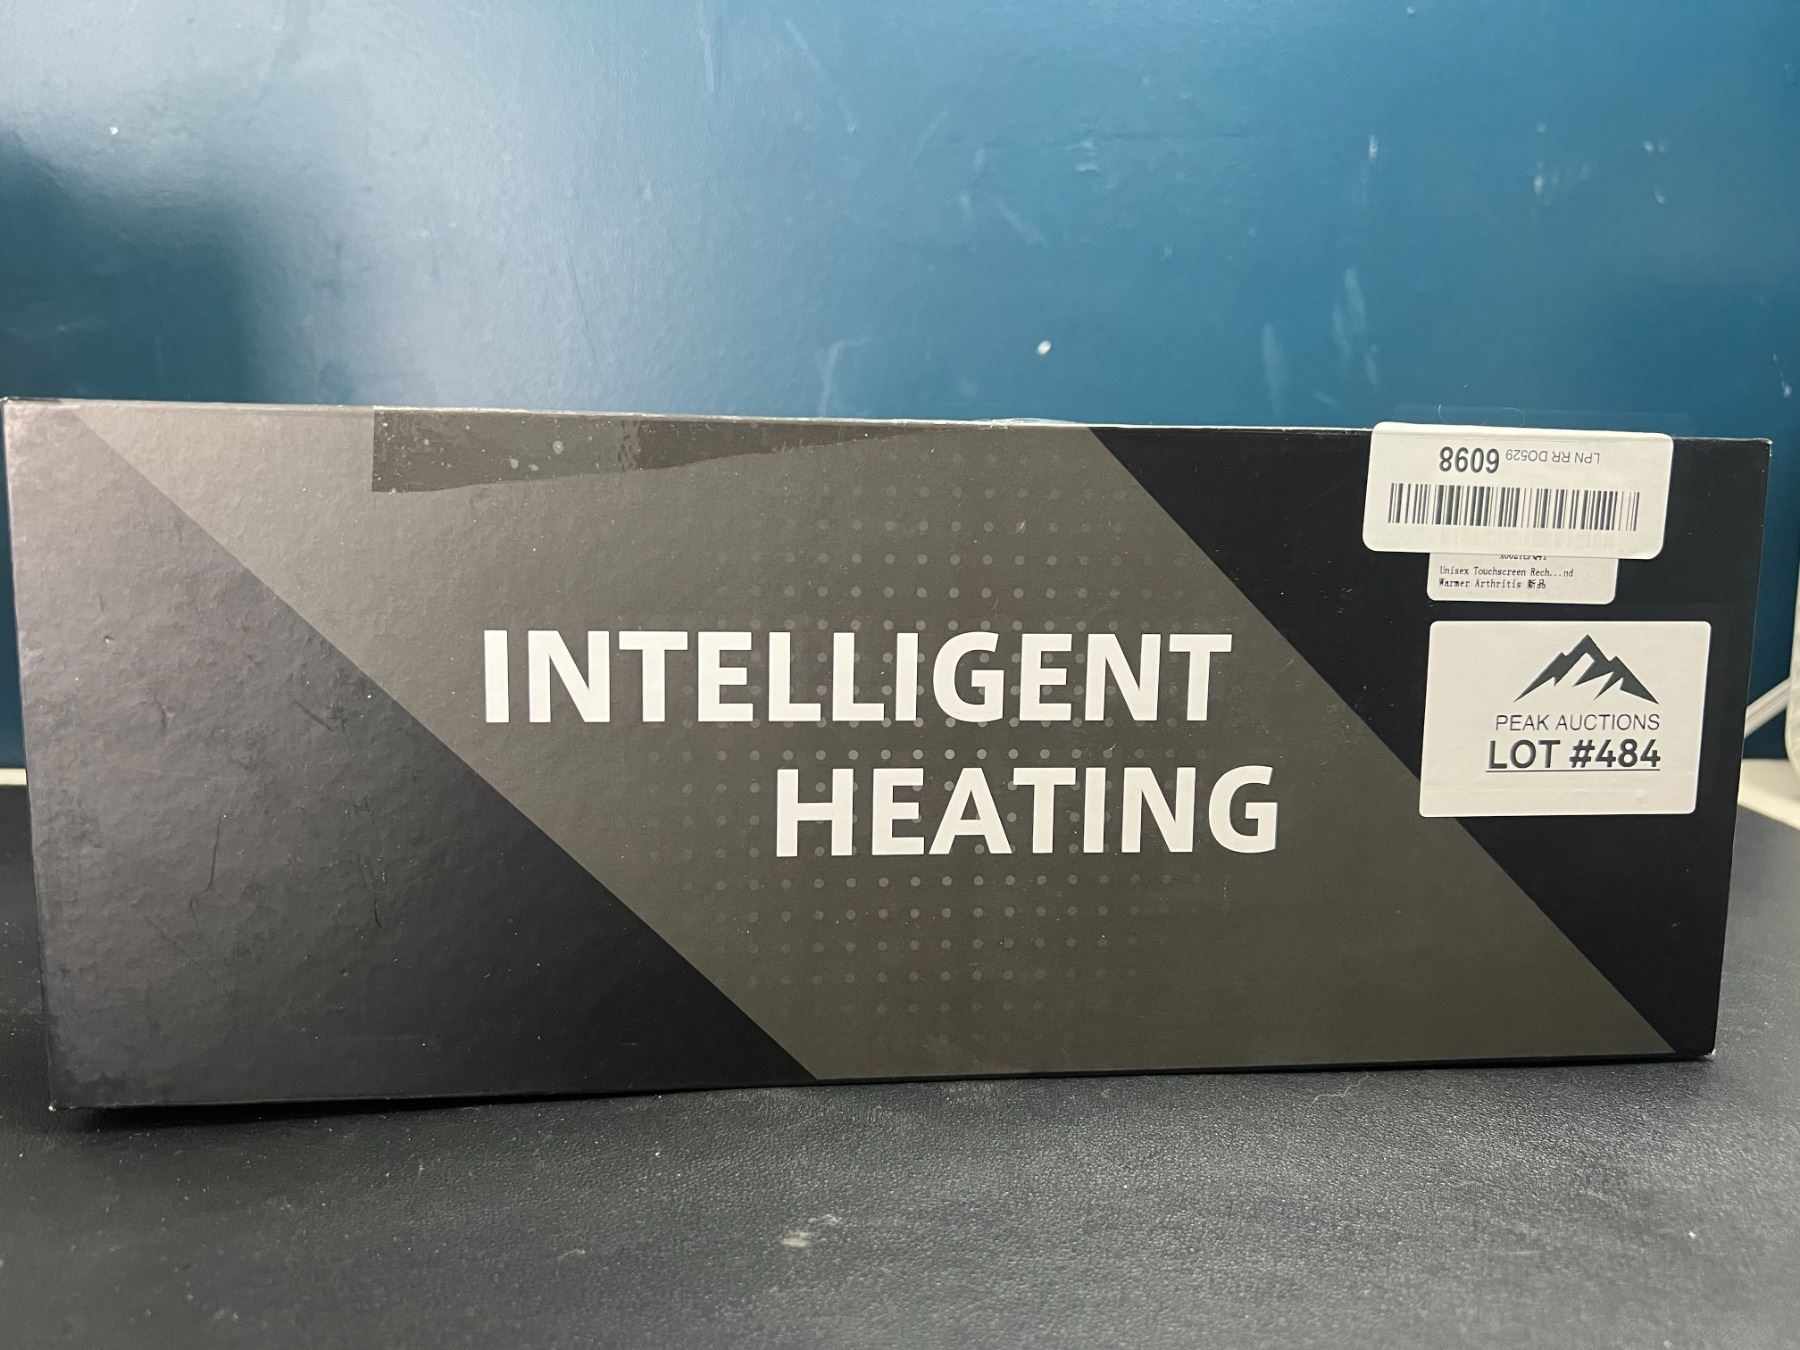 INTELLIGENT
HEATING
LPN RR DO529 6098
Unisex Touchscreen Rech...nd
Warmer Arthritis 新品
PEAK AUCTIONS
LOT #484